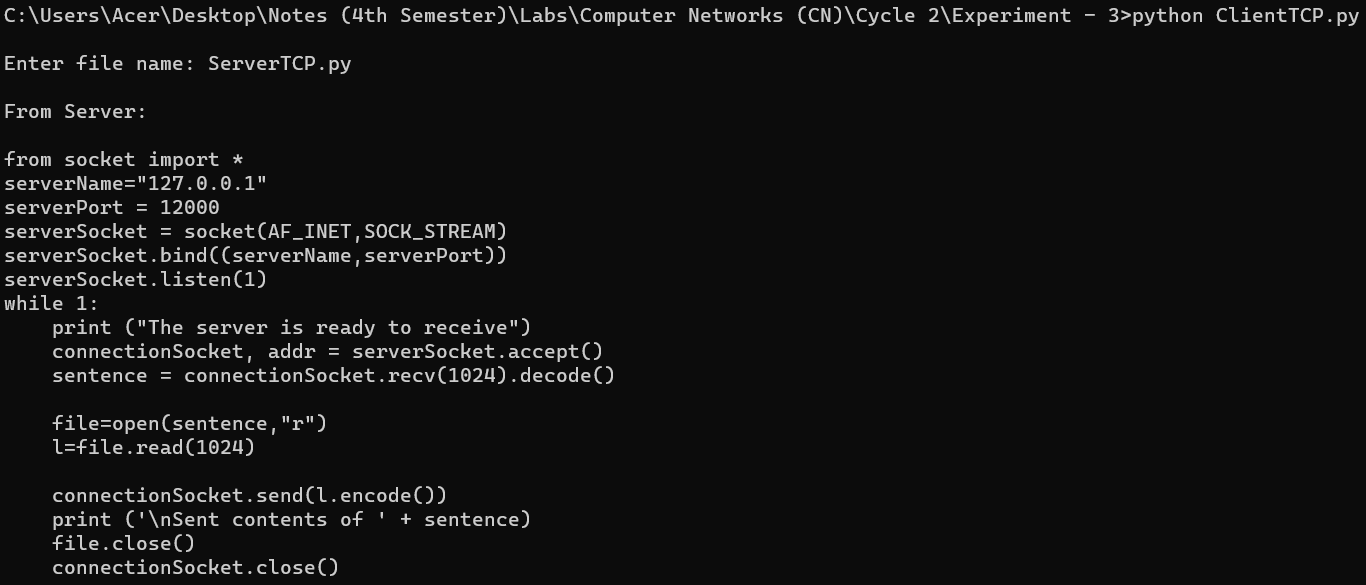 C:\Users\Acer\Desktop\Notes (4th Semester)\Labs\Computer Networks (CN)\Cycle 2\Experiment - 3>python ClientTCP.py
Enter file name: ServerTCP.py
From Server:
from socket import *
serverName="127.0.0.1"
serverPort = 12000
serverSocket = socket(AF_INET,SOCK_STREAM)
serverSocket.bind((serverName,serverPort))
serverSocket.listen(1)
while 1:
    print ("The server is ready to receive")
    connectionSocket, addr = serverSocket.accept()
    sentence = connectionSocket.recv(1024).decode()
    file=open(sentence,"r")
    l=file.read(1024)
    connectionSocket.send(l.encode())
    print ('\nSent contents of ' + sentence)
    file.close()
    connectionSocket.close()